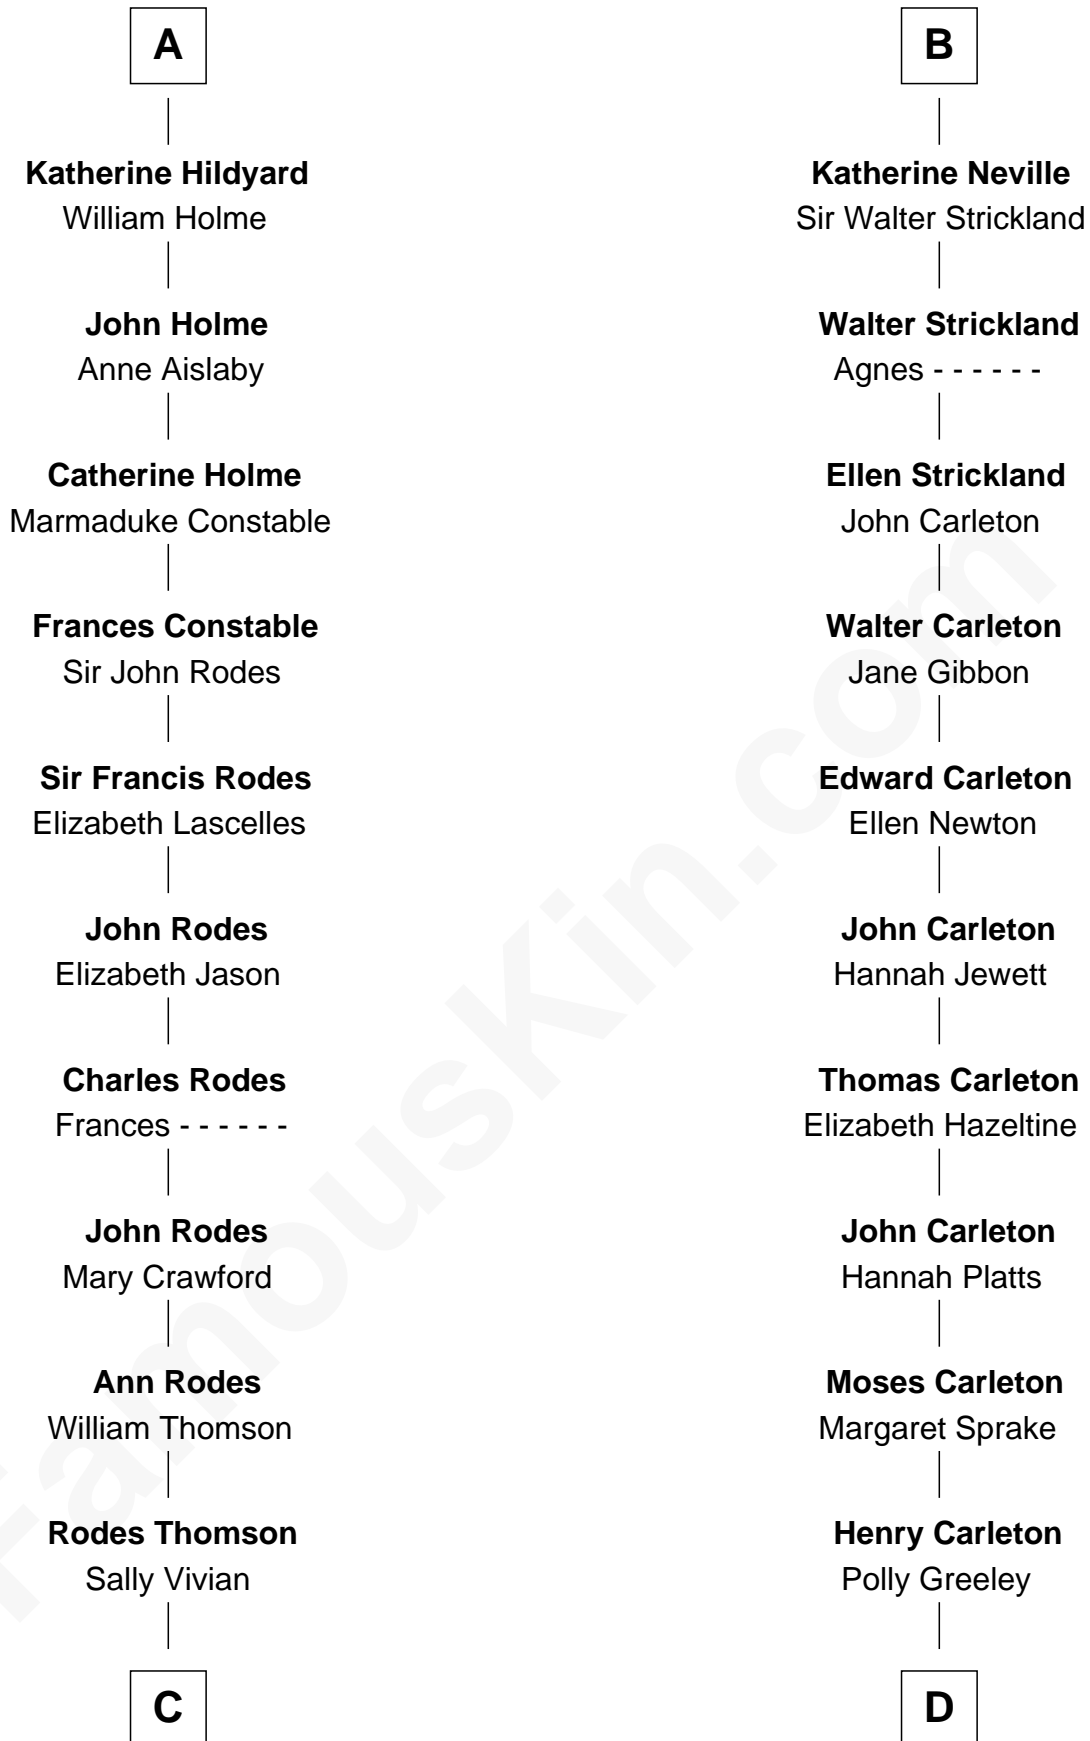 A
Katherine Hildyard
William Holme
John Holme
Anne Aislaby
Catherine Holme
Marmaduke Constable
Frances Constable
Sir John Rodes
Sir Francis Rodes
Elizabeth Lascelles
John Rodes
Elizabeth Jason
Charles Rodes
Frances - - - - - -
John Rodes
Mary Crawford
Ann Rodes
William Thomson
Rodes Thomson
Sally Vivian
C
B
Katherine Neville
Sir Walter Strickland
Walter Strickland
Agnes - - - - - -
Ellen Strickland
John Carleton
Walter Carleton
Jane Gibbon
Edward Carleton
Ellen Newton
John Carleton
Hannah Jewett
Thomas Carleton
Elizabeth Hazeltine
John Carleton
Hannah Platts
Moses Carleton
Margaret Sprake
Henry Carleton
Polly Greeley
D
FamousKin.com